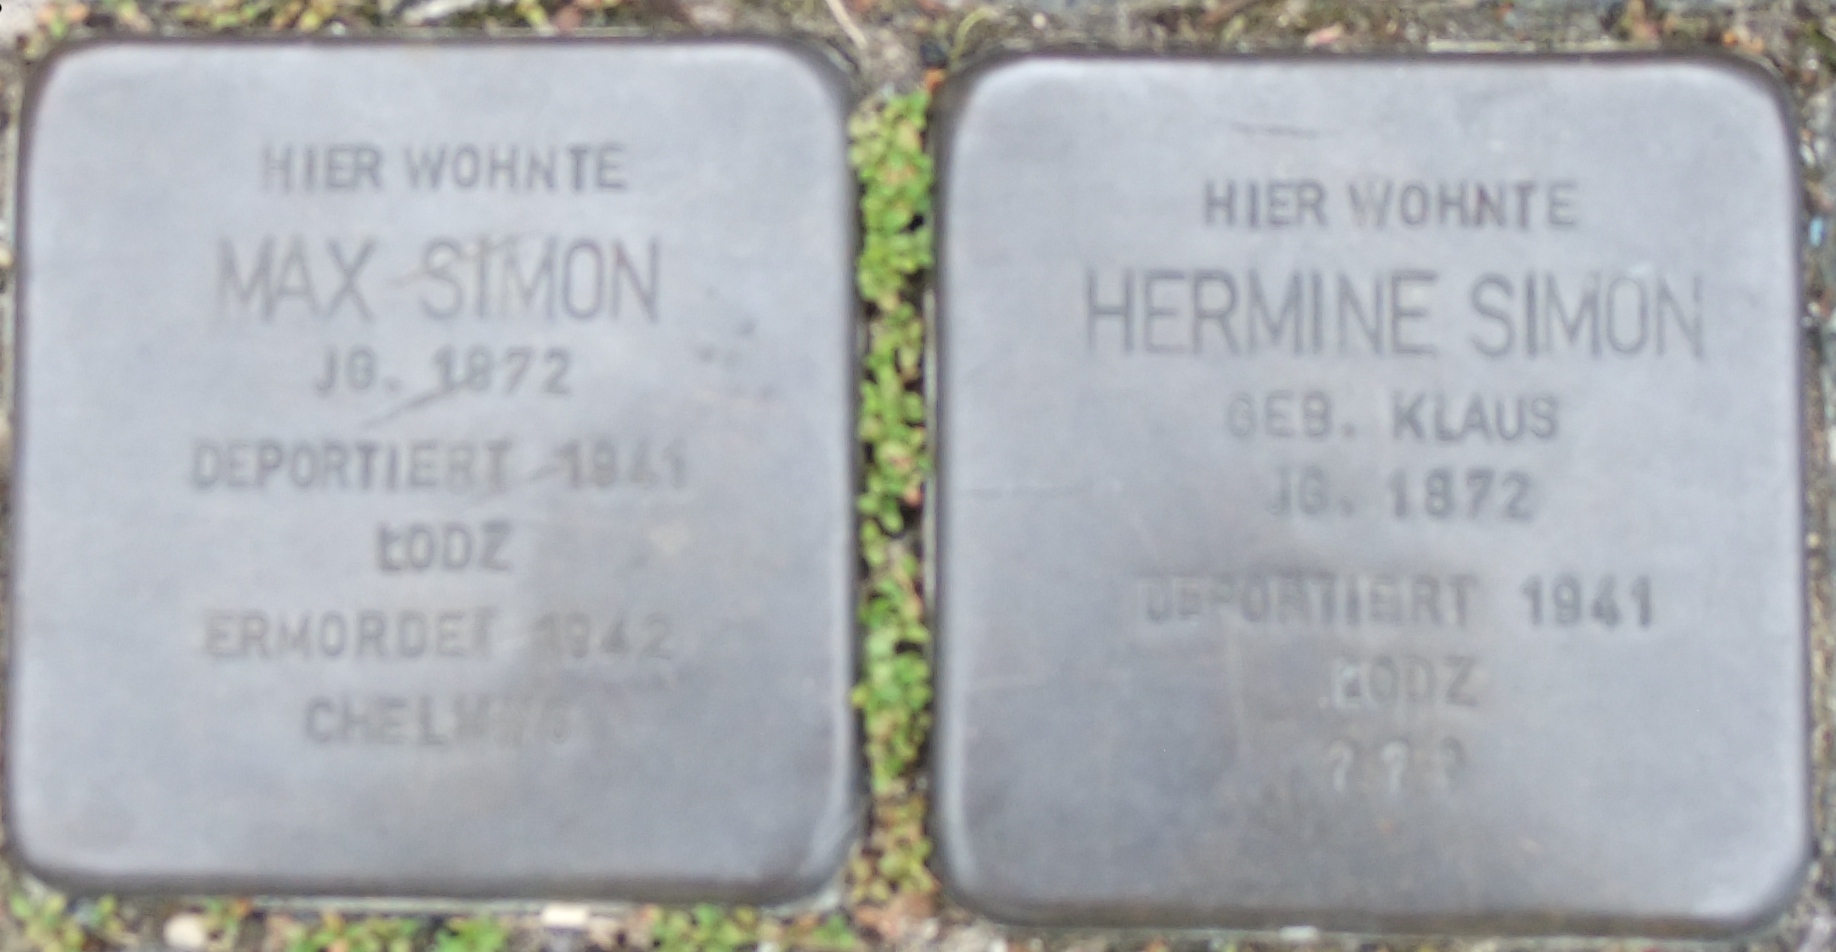 HIER WOHNTE
MAX SIMON
JG. 1872
DEPORTIERT 1941
ŁODZ
ERMORDET 1942
CHELMNO
HIER WOHNTE
HERMINE SIMON
GEB. KLAUS
JG. 1872
DEPORTIERT 1941
ŁODZ
? ? ?